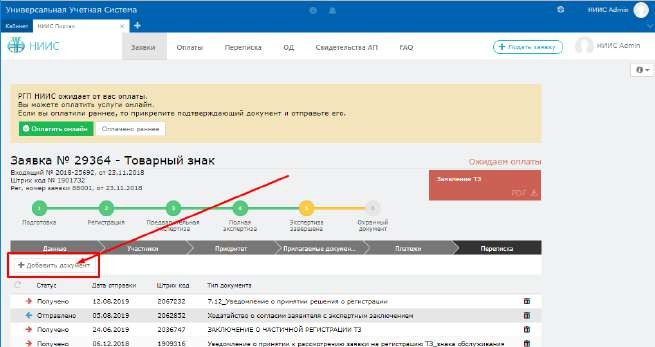 Универсальная Учетная Система
НИИС Admin
Кабинет
НИИС Портал
НИИС
Заявки
Оплаты
Переписка
ОД
Свидетельства АП
FAQ
+ Подать заявку
НИИС Admin
РГП НИИС ожидает от вас оплаты.
Вы можете оплатить услуги онлайн.
Если вы оплатили раннее, то прикрепите подтверждающий документ и отправьте его.
Оплатить онлайн
Оплачено раннее
Заявка № 29364 - Товарный знак
Ожидаем оплаты
Входящий № 2018-25692, от 23.11.2018
Штрих код № 1901732
Рег. номер заявки 88001, от 23.11.2018
Заявление ТЗ
PDF
1
2
3
4
5
6
Подготовка
Регистрация
Предварительная экспертиза
Полная экспертиза
Экспертиза завершена
Охранный документ
Данные
Участники
Приоритет
Прилагаемые докумен...
Платежи
Переписка
+ Добавить документ
Статус
Дата отправки
Штрих код
Тип документа
Получено
12.08.2019
2067232
7.12_Уведомление о принятии решения о регистрации
Отправлено
05.08.2019
2062852
Ходатайство о согласии заявителя с экспертным заключением
Получено
24.06.2019
2036747
ЗАКЛЮЧЕНИЕ О ЧАСТИЧНОЙ РЕГИСТРАЦИИ ТЗ
Получено
06.12.2018
1909316
Уведомление о принятии к рассмотрению заявки на регистрацию ТЗ_знака обслуживания